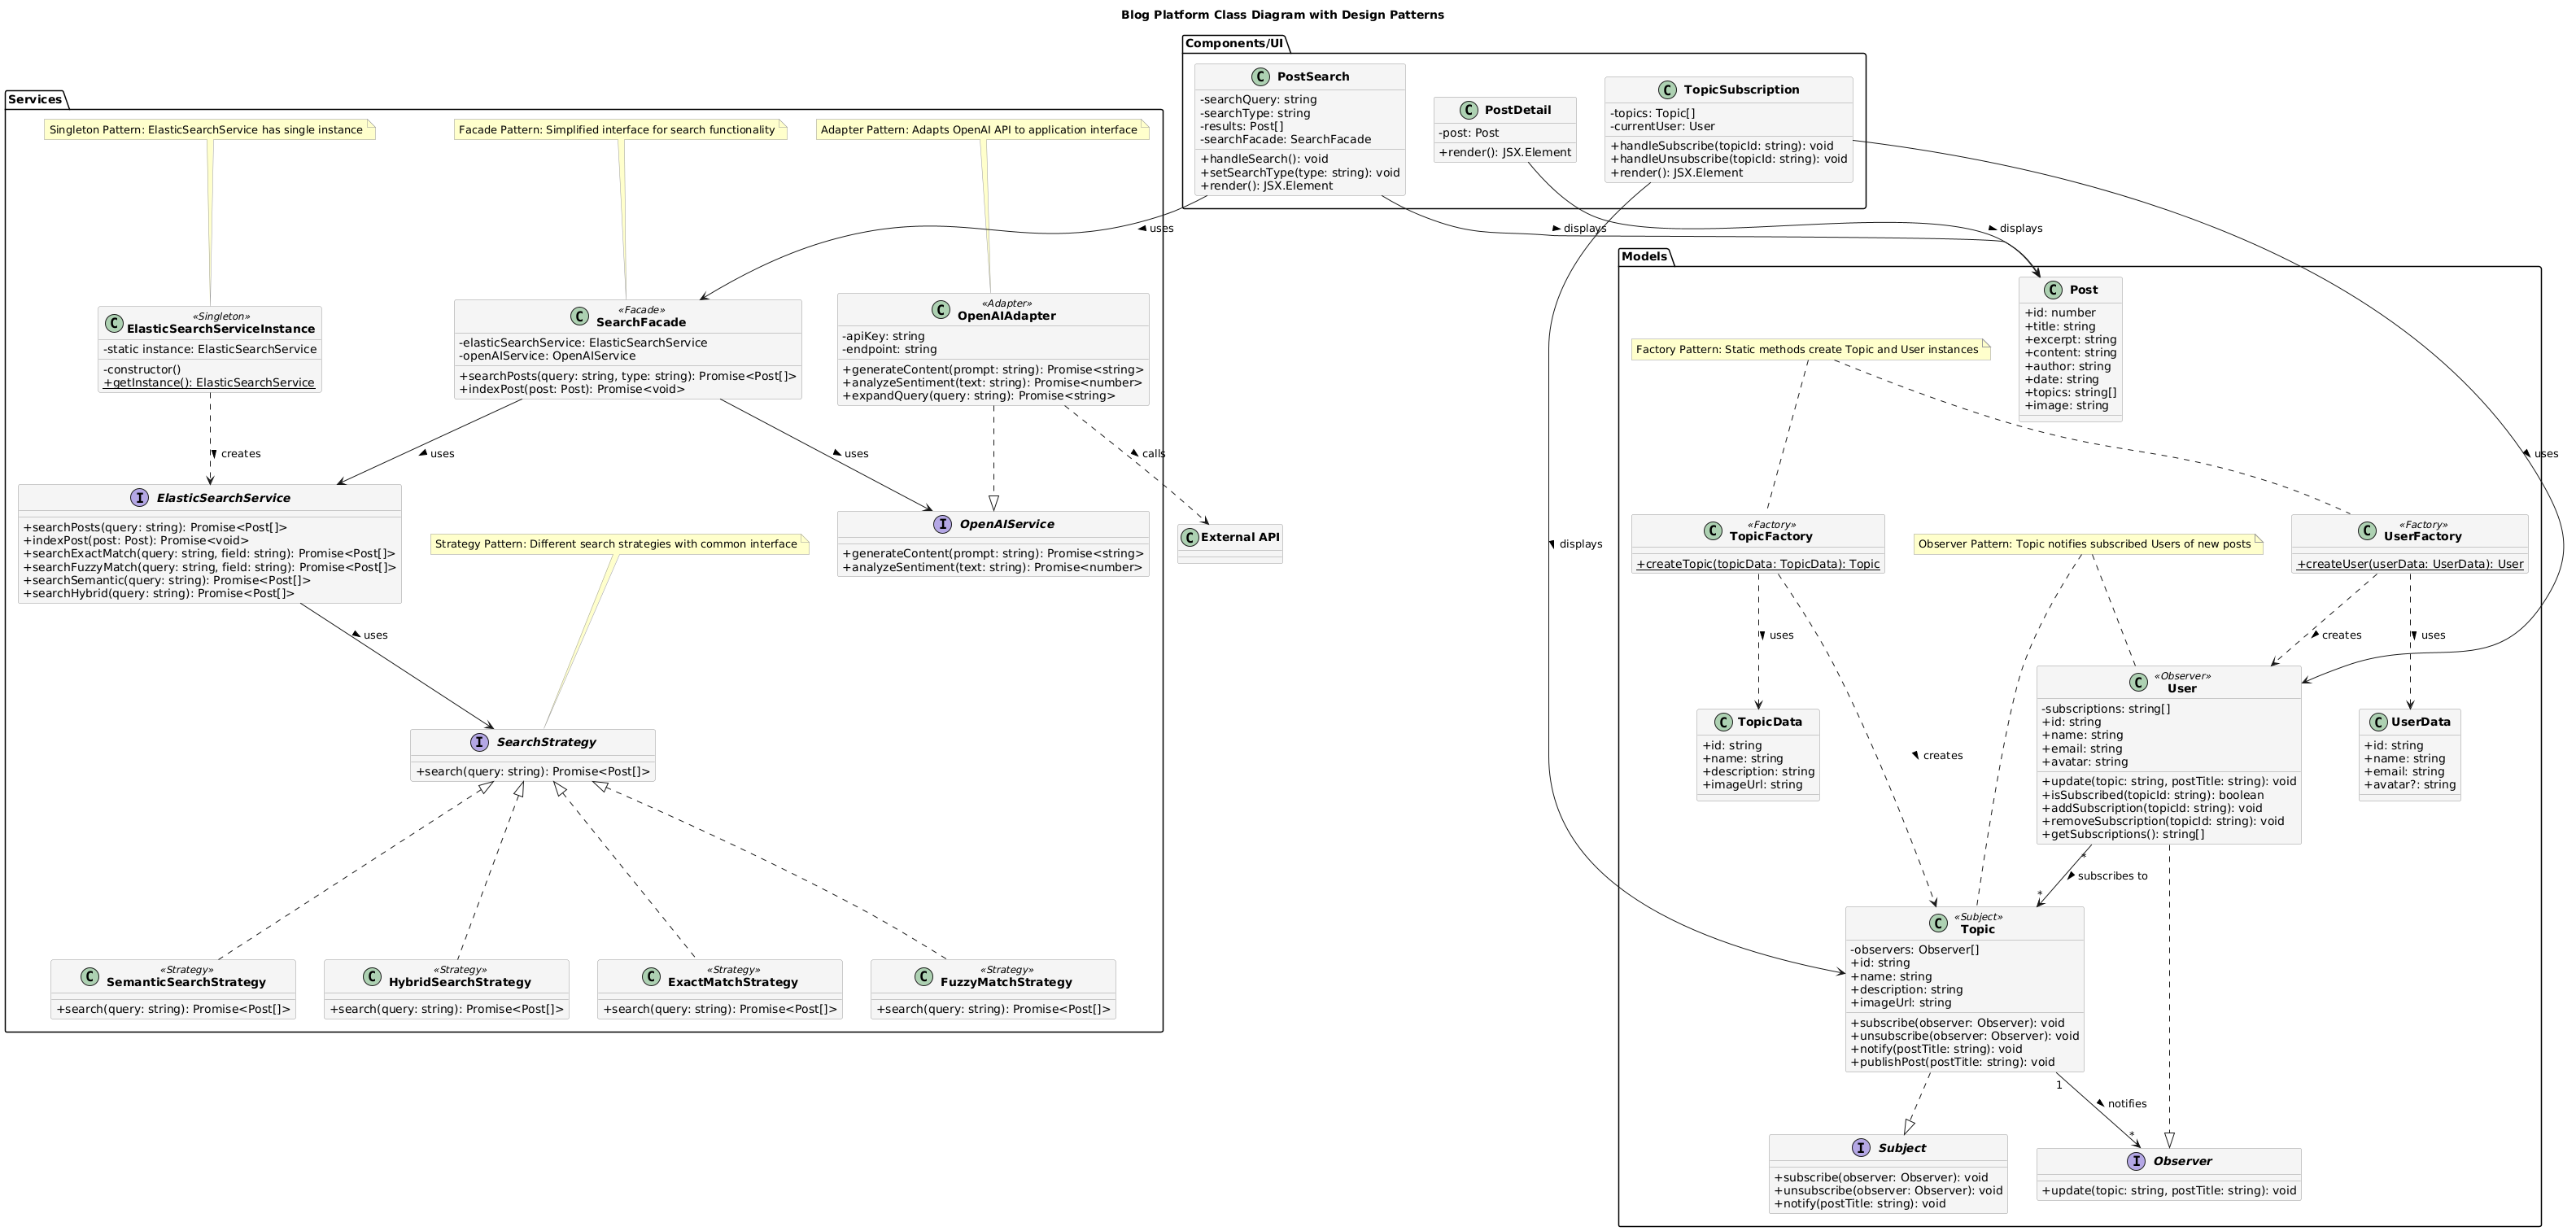 Blog Platform Class Diagram with Design Patterns
Components/UI
C PostSearch
-searchQuery: string
-searchType: string
-results: Post[]
-searchFacade: SearchFacade
+handleSearch(): void
+setSearchType(type: string): void
+render(): JSX.Element
C PostDetail
-post: Post
+render(): JSX.Element
C TopicSubscription
-topics: Topic[]
-currentUser: User
+handleSubscribe(topicId: string): void
+handleUnsubscribe(topicId: string): void
+render(): JSX.Element
uses
displays
displays
displays
uses
Services
Singleton Pattern: ElasticSearchService has single instance
Facade Pattern: Simplified interface for search functionality
Adapter Pattern: Adapts OpenAI API to application interface
«Singleton»
C ElasticSearchServiceInstance
-static instance: ElasticSearchService
-constructor()
+getInstance(): ElasticSearchService
«Facade»
C SearchFacade
-elasticSearchService: ElasticSearchService
-openAIService: OpenAIService
+searchPosts(query: string, type: string): Promise<Post[]>
+indexPost(post: Post): Promise<void>
«Adapter»
C OpenAIAdapter
-apiKey: string
-endpoint: string
+generateContent(prompt: string): Promise<string>
+analyzeSentiment(text: string): Promise<number>
+expandQuery(query: string): Promise<string>
creates
uses
uses
calls
I ElasticSearchService
+searchPosts(query: string): Promise<Post[]>
+indexPost(post: Post): Promise<void>
+searchExactMatch(query: string, field: string): Promise<Post[]>
+searchFuzzyMatch(query: string, field: string): Promise<Post[]>
+searchSemantic(query: string): Promise<Post[]>
+searchHybrid(query: string): Promise<Post[]>
Strategy Pattern: Different search strategies with common interface
I OpenAIService
+generateContent(prompt: string): Promise<string>
+analyzeSentiment(text: string): Promise<number>
C External API
uses
I SearchStrategy
+search(query: string): Promise<Post[]>
«Strategy»
C SemanticSearchStrategy
+search(query: string): Promise<Post[]>
«Strategy»
C HybridSearchStrategy
+search(query: string): Promise<Post[]>
«Strategy»
C ExactMatchStrategy
+search(query: string): Promise<Post[]>
«Strategy»
C FuzzyMatchStrategy
+search(query: string): Promise<Post[]>
Models
C Post
+id: number
+title: string
+excerpt: string
+content: string
+author: string
+date: string
+topics: string[]
+image: string
Factory Pattern: Static methods create Topic and User instances
«Factory»
C TopicFactory
+createTopic(topicData: TopicData): Topic
Observer Pattern: Topic notifies subscribed Users of new posts
«Factory»
C UserFactory
+createUser(userData: UserData): User
uses
creates
creates
uses
C TopicData
+id: string
+name: string
+description: string
+imageUrl: string
«Observer»
C User
-subscriptions: string[]
+id: string
+name: string
+email: string
+avatar: string
+update(topic: string, postTitle: string): void
+isSubscribed(topicId: string): boolean
+addSubscription(topicId: string): void
+removeSubscription(topicId: string): void
+getSubscriptions(): string[]
C UserData
+id: string
+name: string
+email: string
+avatar?: string
*
subscribes to
*
«Subject»
C Topic
-observers: Observer[]
+id: string
+name: string
+description: string
+imageUrl: string
+subscribe(observer: Observer): void
+unsubscribe(observer: Observer): void
+notify(postTitle: string): void
+publishPost(postTitle: string): void
1
notifies
*
I Subject
+subscribe(observer: Observer): void
+unsubscribe(observer: Observer): void
+notify(postTitle: string): void
I Observer
+update(topic: string, postTitle: string): void